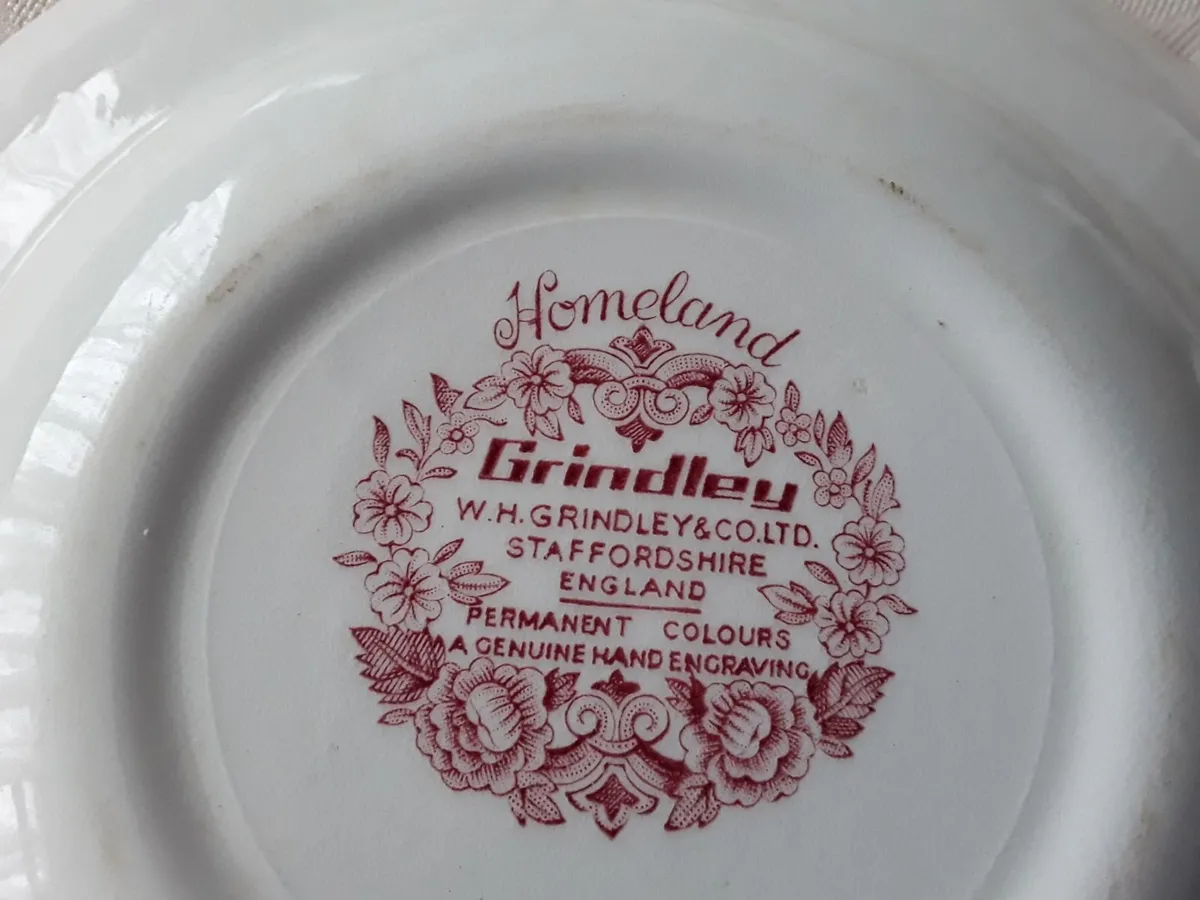 Homeland
Grindley
W.H.GRINDLEY&CO.LTD.
STAFFORDSHIRE
ENGLAND
PERMANENT COLOURS
A GENUINE HAND ENGRAVING